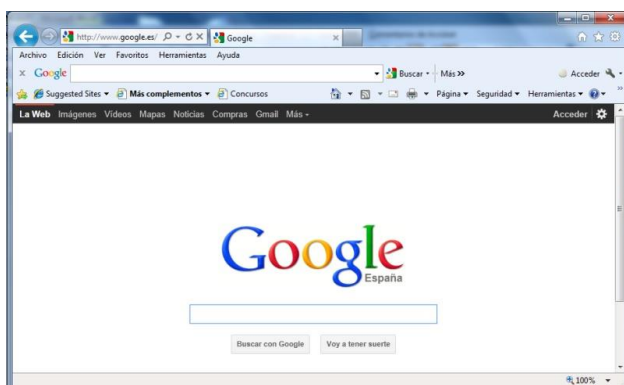 http://www.google.es/ Google
Archivo Edición Ver Favoritos Herramientas Ayuda
x Google Buscar Más >> Acceder
Suggested Sites Más complementos Concursos Página Seguridad Herramientas
La Web Imágenes Vídeos Mapas Noticias Compras Gmail Más Acceder
Google
España
Buscar con Google Voy a tener suerte
100%